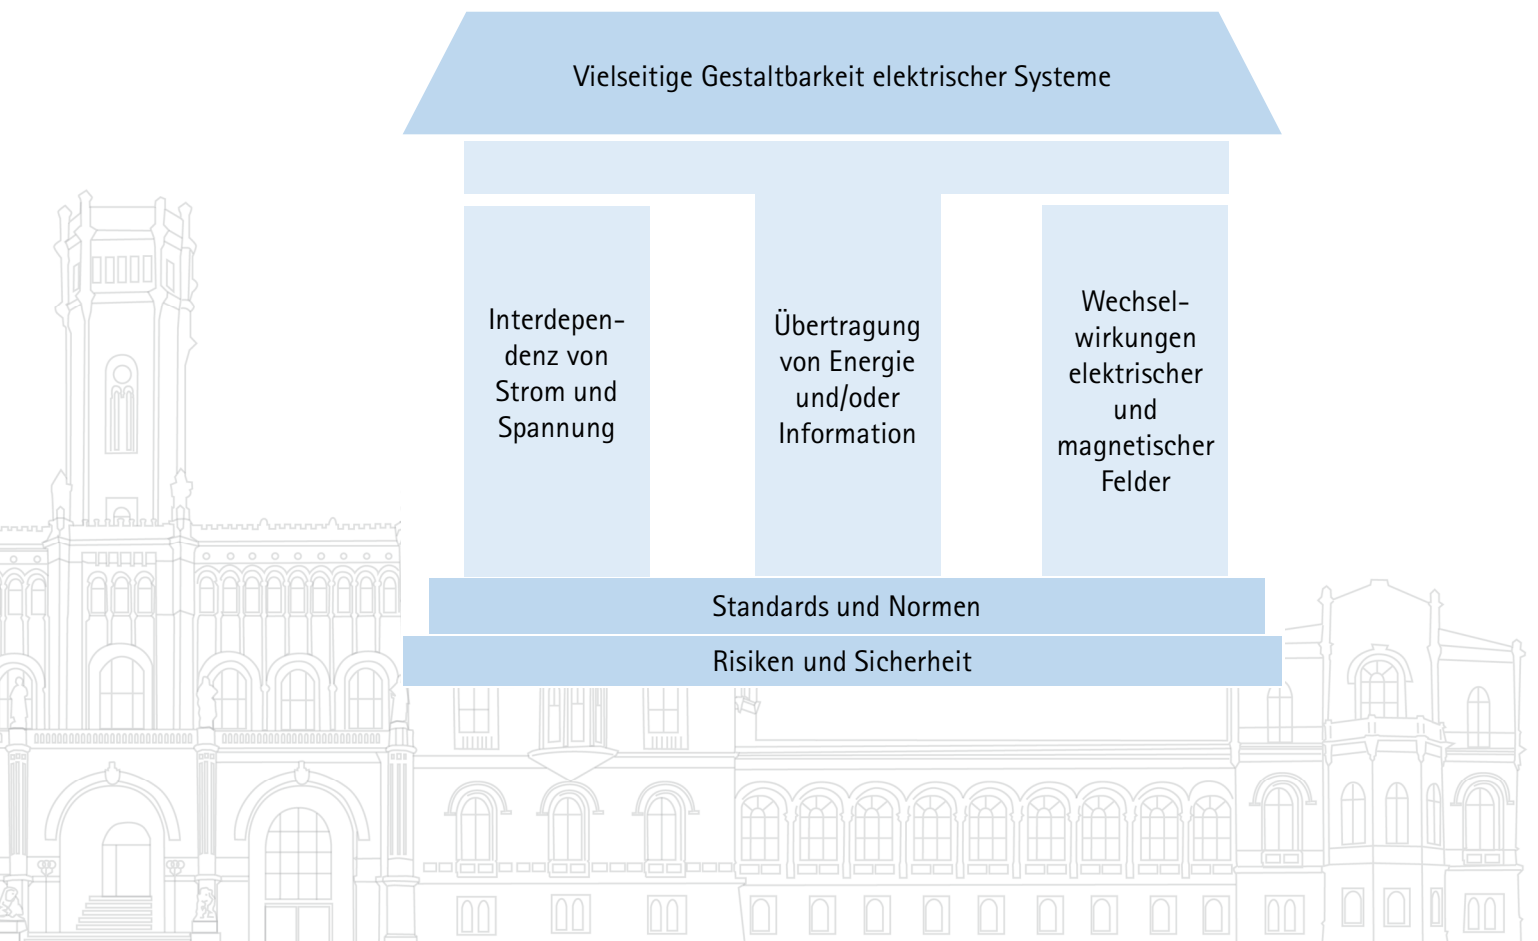 Vielseitige Gestaltbarkeit elektrischer Systeme
Interdepen-
denz von
Strom und
Spannung
Übertragung
von Energie
und/oder
Information
Wechsel-
wirkungen
elektrischer
und
magnetischer
Felder
Standards und Normen
Risiken und Sicherheit